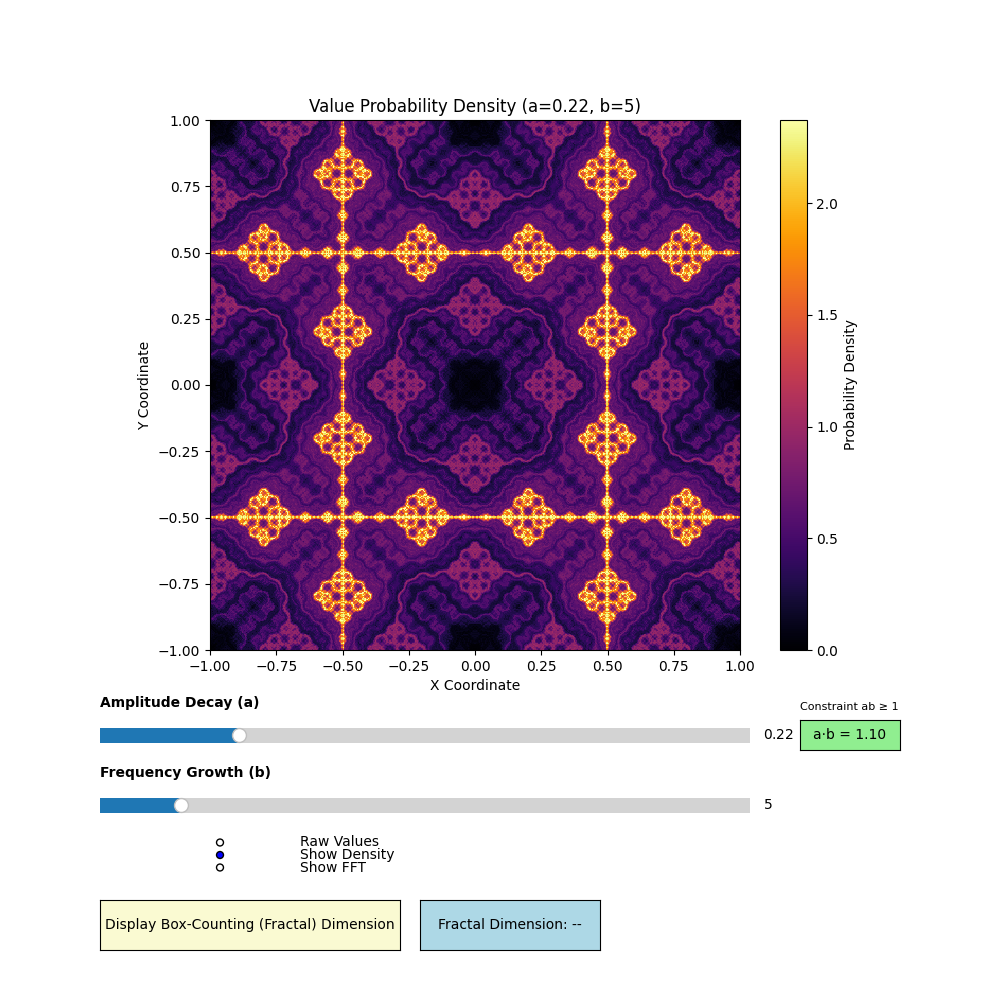 Value Probability Density (a=0.22, b=5)
1.00
0.75
0.50
0.25
0.00
−0.25
−0.50
−0.75
−1.00
Y Coordinate
−1.00 −0.75 −0.50 −0.25 0.00 0.25 0.50 0.75 1.00
X Coordinate
2.0
1.5
1.0
0.5
0.0
Probability Density
Amplitude Decay (a)
Constraint ab ≥ 1
0.22
a·b = 1.10
Frequency Growth (b)
5
Raw Values
Show Density
Show FFT
Display Box-Counting (Fractal) Dimension
Fractal Dimension: --